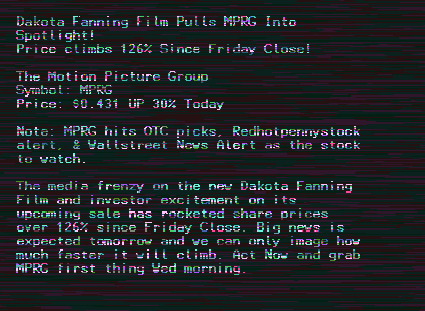 Dakota Fanning Film Pulls MPRG Into
Spotlight!
Price climbs 126% Since Friday Close!
The Motion Picture Group
Symbol: MPRG
Price: $0.431 UP 30% Today
Note: MPRG hits OTC picks, Redhotpennystock
alert, & Wallstreet News Alert as the stock
to watch.
The media frenzy on the new Dakota Fanning
Film and investor excitement on its
upcoming sale has rocketed share prices
over 126% since Friday Close. Big news is
expected tomorrow and we can only image how
much faster it will climb. Act Now and grab
MPRG first thing Wed morning.